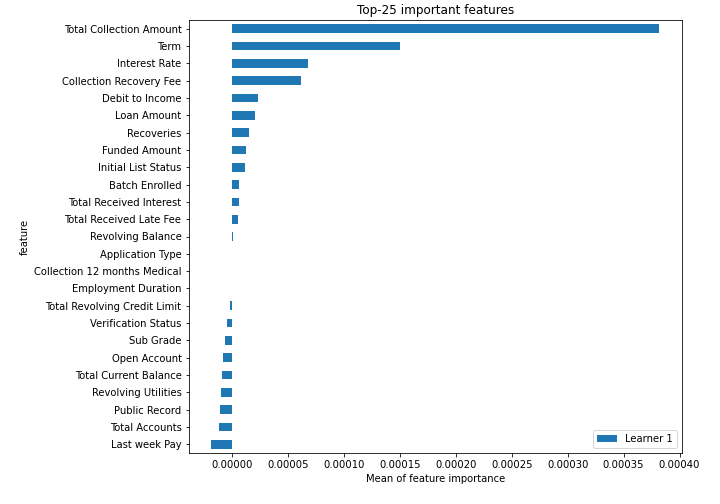 Top-25 important features
Total Collection Amount
Term
Interest Rate
Collection Recovery Fee
Debit to Income
Loan Amount
Recoveries
Funded Amount
Initial List Status
Batch Enrolled
Total Received Interest
Total Received Late Fee
Revolving Balance
Application Type
Collection 12 months Medical
Employment Duration
Total Revolving Credit Limit
Verification Status
Sub Grade
Open Account
Total Current Balance
Revolving Utilities
Public Record
Total Accounts
Last week Pay
feature
Learner 1
0.00000 0.00005 0.00010 0.00015 0.00020 0.00025 0.00030 0.00035 0.00040
Mean of feature importance